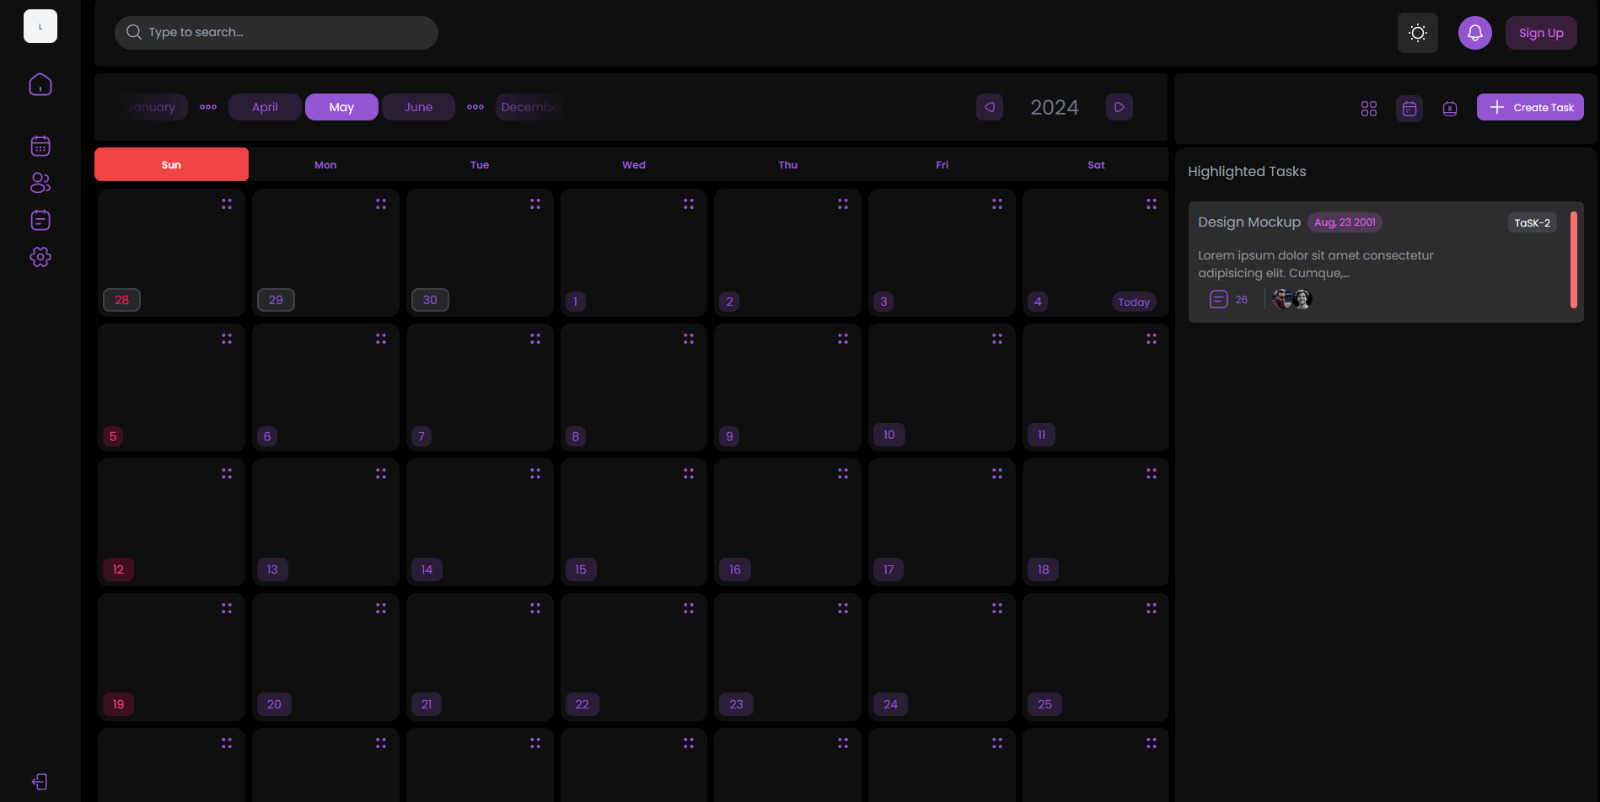 L
Type to search...
Sign Up
January
April
May
June
December
2024
Create Task
Sun Mon Tue Wed Thu Fri Sat
Highlighted Tasks
Design Mockup Aug, 23 2001 TaSK-2
Lorem ipsum dolor sit amet consectetur
adipisicing elit. Cumque,...
26
28 29 30 1 2 3 4 Today
5 6 7 8 9 10 11
12 13 14 15 16 17 18
19 20 21 22 23 24 25